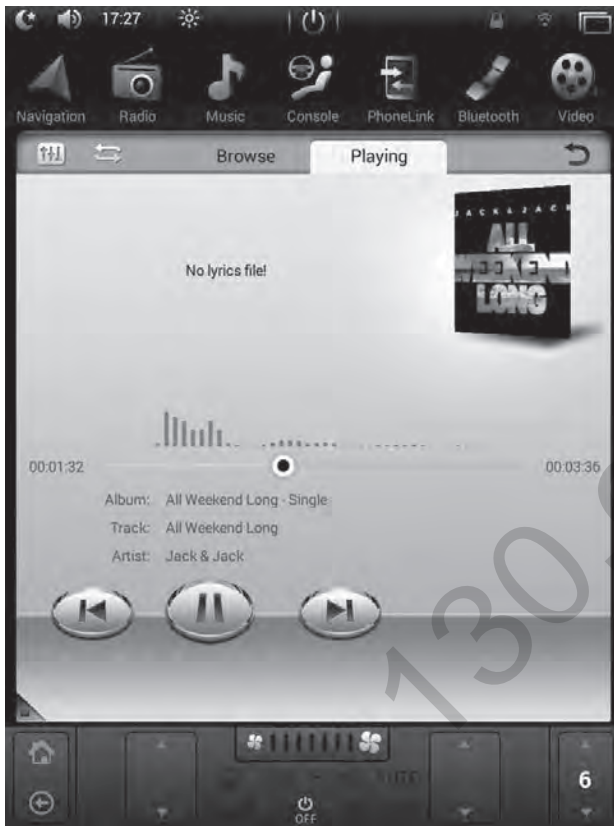 17:27
Navigation Radio Music Console PhoneLink Bluetooth Video
Browse Playing
JACK & JACK
ALL
WEEKEND
LONG
No lyrics file!
00:01:32 00:03:36
Album: All Weekend Long - Single
Track: All Weekend Long
Artist: Jack & Jack
130.
6
OFF